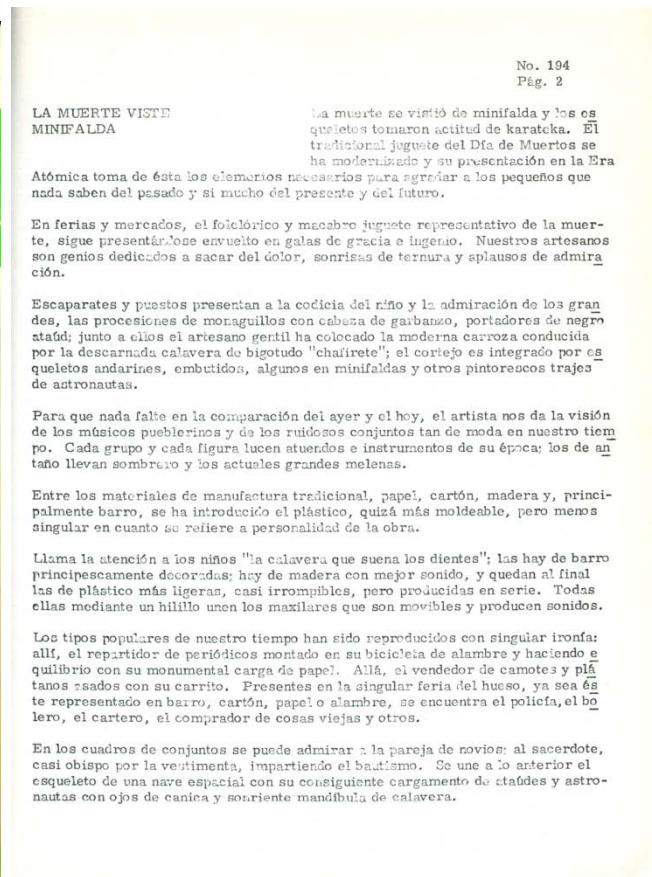 No. 194
Pág. 2
LA MUERTE VISTE
MINIFALDA
La muerte se vistió de minifalda y los es
queletos tomaron actitud de karateka. El
tradicional juguete del Día de Muertos se
ha modernizado y su presentación en la Era
Atómica toma de ésta los elementos necesarios para agradar a los pequeños que
nada saben del pasado y si mucho del presente y del futuro.
En ferias y mercados, el folclórico y macabro juguete representativo de la muer-
te, sigue presentándose envuelto en galas de gracia e ingenio. Nuestros artesanos
son genios dedicados a sacar del dolor, sonrisas de ternura y aplausos de admira
ción.
Escaparates y puestos presentan a la codicia del niño y la admiración de los gran
des, las procesiones de monaguillos con cabeza de garbanzo, portadores de negro
ataúd; junto a ellos el artesano gentil ha colocado la moderna carroza conducida
por la descarnada calavera de bigotudo "chafirete"; el cortejo es integrado por es
queletos andarines, embutidos, algunos en minifaldas y otros pintorescos trajes
de astronautas.
Para que nada falte en la comparación del ayer y el hoy, el artista nos da la visión
de los músicos pueblerinos y de los ruidosos conjuntos tan de moda en nuestro tiem
po. Cada grupo y cada figura lucen atuendos e instrumentos de su época; los de an
taño llevan sombrero y los actuales grandes melenas.
Entre los materiales de manufactura tradicional, papel, cartón, madera y, princi-
palmente barro, se ha introducido el plástico, quizá más moldeable, pero menos
singular en cuanto se refiere a personalidad de la obra.
Llama la atención a los niños "la calavera que suena los dientes"; las hay de barro
principescamente decoradas; hay de madera con mejor sonido, y quedan al final
las de plástico más ligeras, casi irrompibles, pero producidas en serie. Todas
ellas mediante un hilillo unen los maxilares que son movibles y producen sonidos.
Los tipos populares de nuestro tiempo han sido reproducidos con singular ironía:
allí, el repartidor de periódicos montado en su bicicleta de alambre y haciendo e
quilibrio con su monumental carga de papel. Allá, el vendedor de camotes y plá
tanos asados con su carrito. Presentes en la singular feria del hueso, ya sea és
te representado en barro, cartón, papel o alambre, se encuentra el policía, el bo
lero, el cartero, el comprador de cosas viejas y otros.
En los cuadros de conjuntos se puede admirar a la pareja de novios; al sacerdote,
casi obispo por la vestimenta, impartiendo el bautismo. Se une a lo anterior el
esqueleto de una nave espacial con su consiguiente cargamento de ataúdes y astro-
nautas con ojos de canica y sonriente mandíbula de calavera.